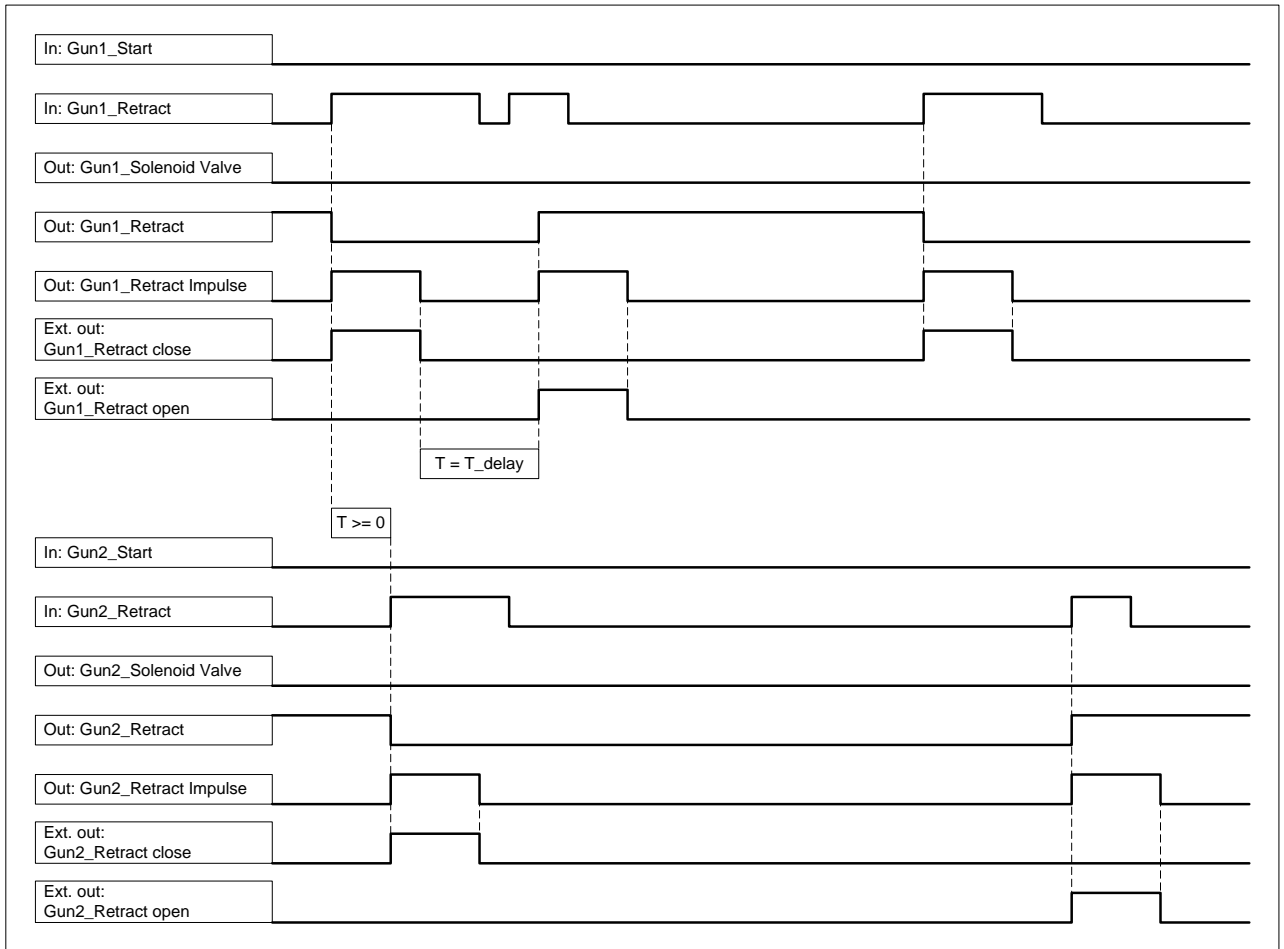 In: Gun1_Start
In: Gun1_Retract
Out: Gun1_Solenoid Valve
Out: Gun1_Retract
Out: Gun1_Retract Impulse
Ext. out:
Gun1_Retract close
Ext. out:
Gun1_Retract open
T = T_delay
T >= 0
In: Gun2_Start
In: Gun2_Retract
Out: Gun2_Solenoid Valve
Out: Gun2_Retract
Out: Gun2_Retract Impulse
Ext. out:
Gun2_Retract close
Ext. out:
Gun2_Retract open